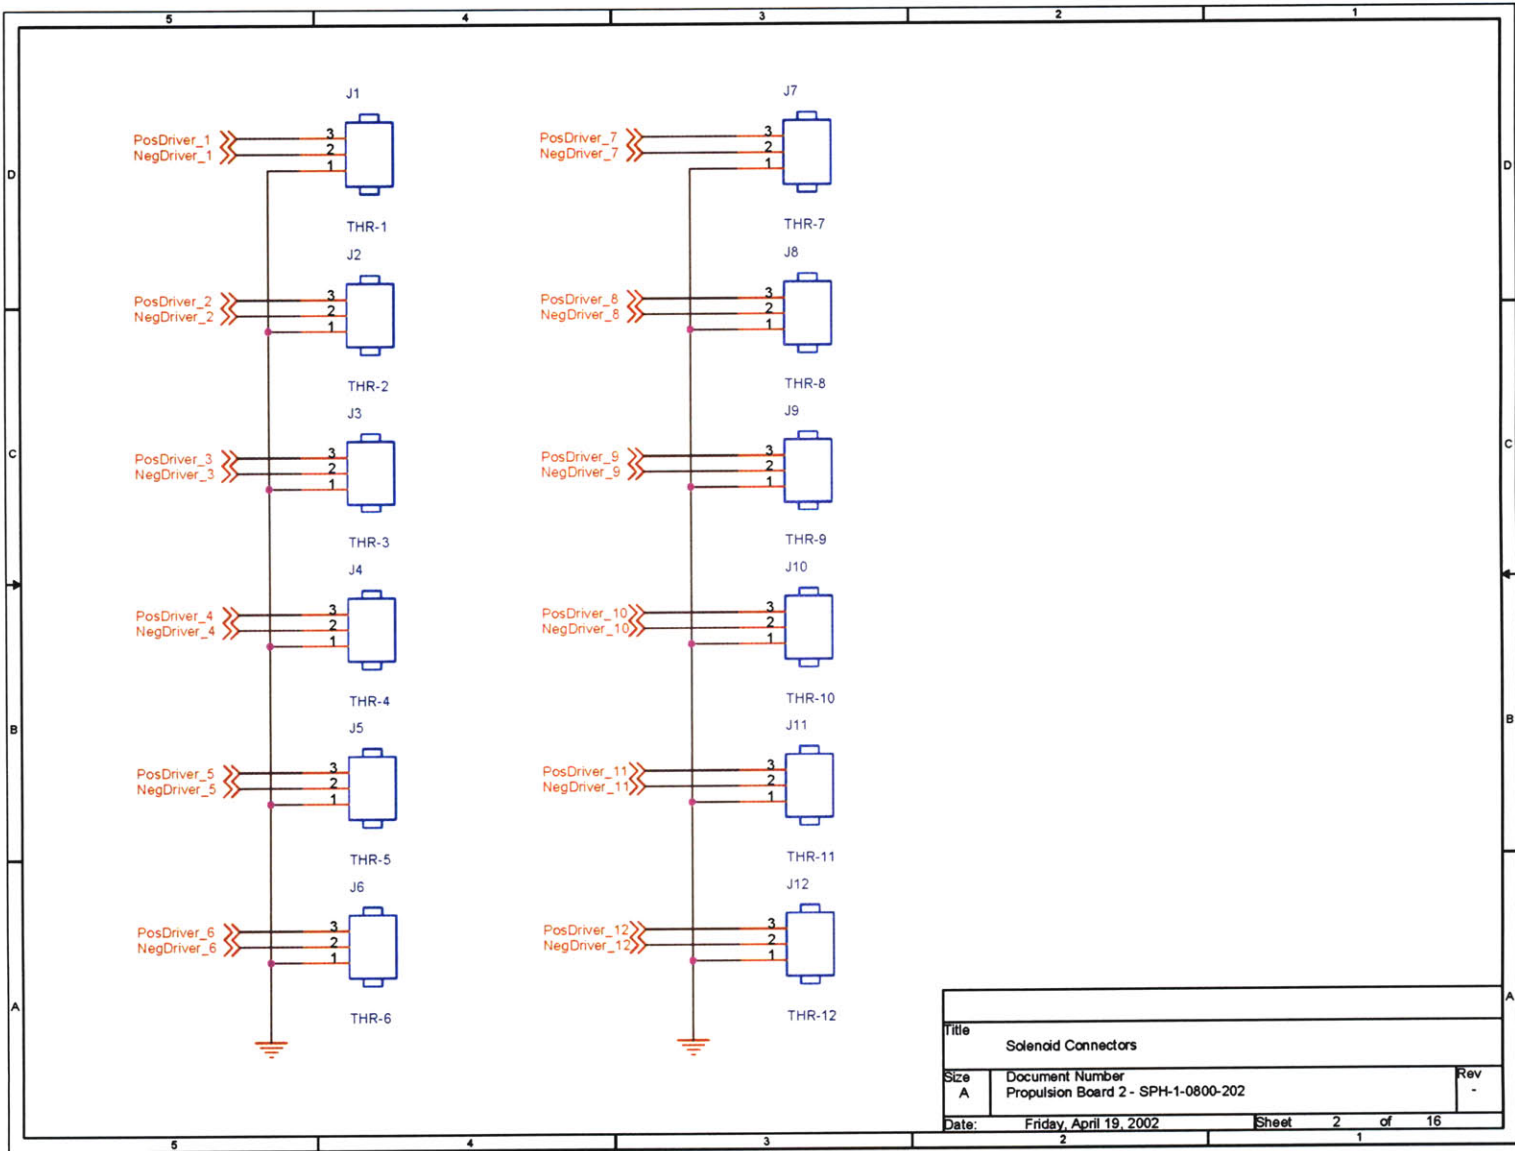 5 4 3 2 1
J1
PosDriver_1 3
NegDriver_1 2
1
THR-1
J2
PosDriver_2 3
NegDriver_2 2
1
THR-2
J3
PosDriver_3 3
NegDriver_3 2
1
THR-3
J4
PosDriver_4 3
NegDriver_4 2
1
THR-4
J5
PosDriver_5 3
NegDriver_5 2
1
THR-5
J6
PosDriver_6 3
NegDriver_6 2
1
THR-6
J7
PosDriver_7 3
NegDriver_7 2
1
THR-7
J8
PosDriver_8 3
NegDriver_8 2
1
THR-8
J9
PosDriver_9 3
NegDriver_9 2
1
THR-9
J10
PosDriver_10 3
NegDriver_10 2
1
THR-10
J11
PosDriver_11 3
NegDriver_11 2
1
THR-11
J12
PosDriver_12 3
NegDriver_12 2
1
THR-12
D D
C C
B B
A A
Title
Solenoid Connectors
Size Document Number Rev
A Propulsion Board 2 - SPH-1-0800-202 -
Date: Friday, April 19, 2002 Sheet 2 of 16
5 4 3 2 1